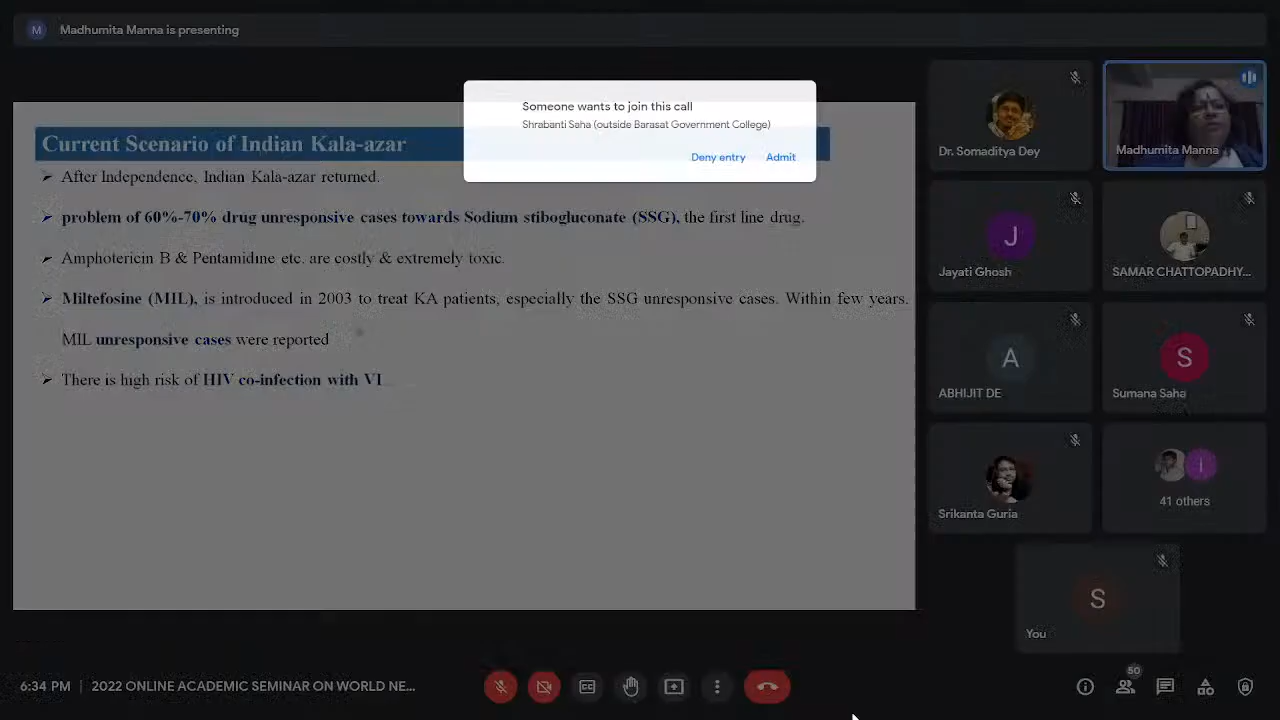 M Madhumita Manna is presenting
Someone wants to join this call
Shrabanti Saha (outside Barasat Government College)
Deny entry Admit
Current Scenario of Indian Kala-azar
➤ After Independence, Indian Kala-azar returned.
➤ problem of 60%-70% drug unresponsive cases towards Sodium stibogluconate (SSG), the first line drug.
➤ Amphotericin B & Pentamidine etc. are costly & extremely toxic.
➤ Miltefosine (MIL), is introduced in 2003 to treat KA patients, especially the SSG unresponsive cases. Within few years.
MIL unresponsive cases were reported
➤ There is high risk of HIV co-infection with VL
Dr. Somaditya Dey
Madhumita Manna
J
Jayati Ghosh
SAMAR CHATTOPADHY...
A
ABHIJIT DE
S
Sumana Saha
Srikanta Guria
I
41 others
S
You
6:34 PM | 2022 ONLINE ACADEMIC SEMINAR ON WORLD NE...
CC
50